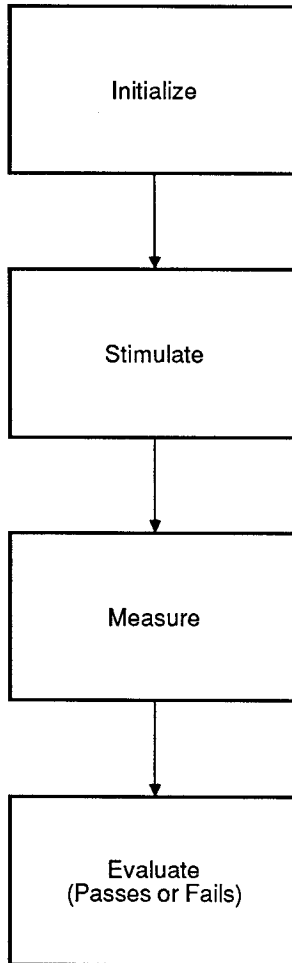 Initialize
Stimulate
Measure
Evaluate
(Passes or Fails)